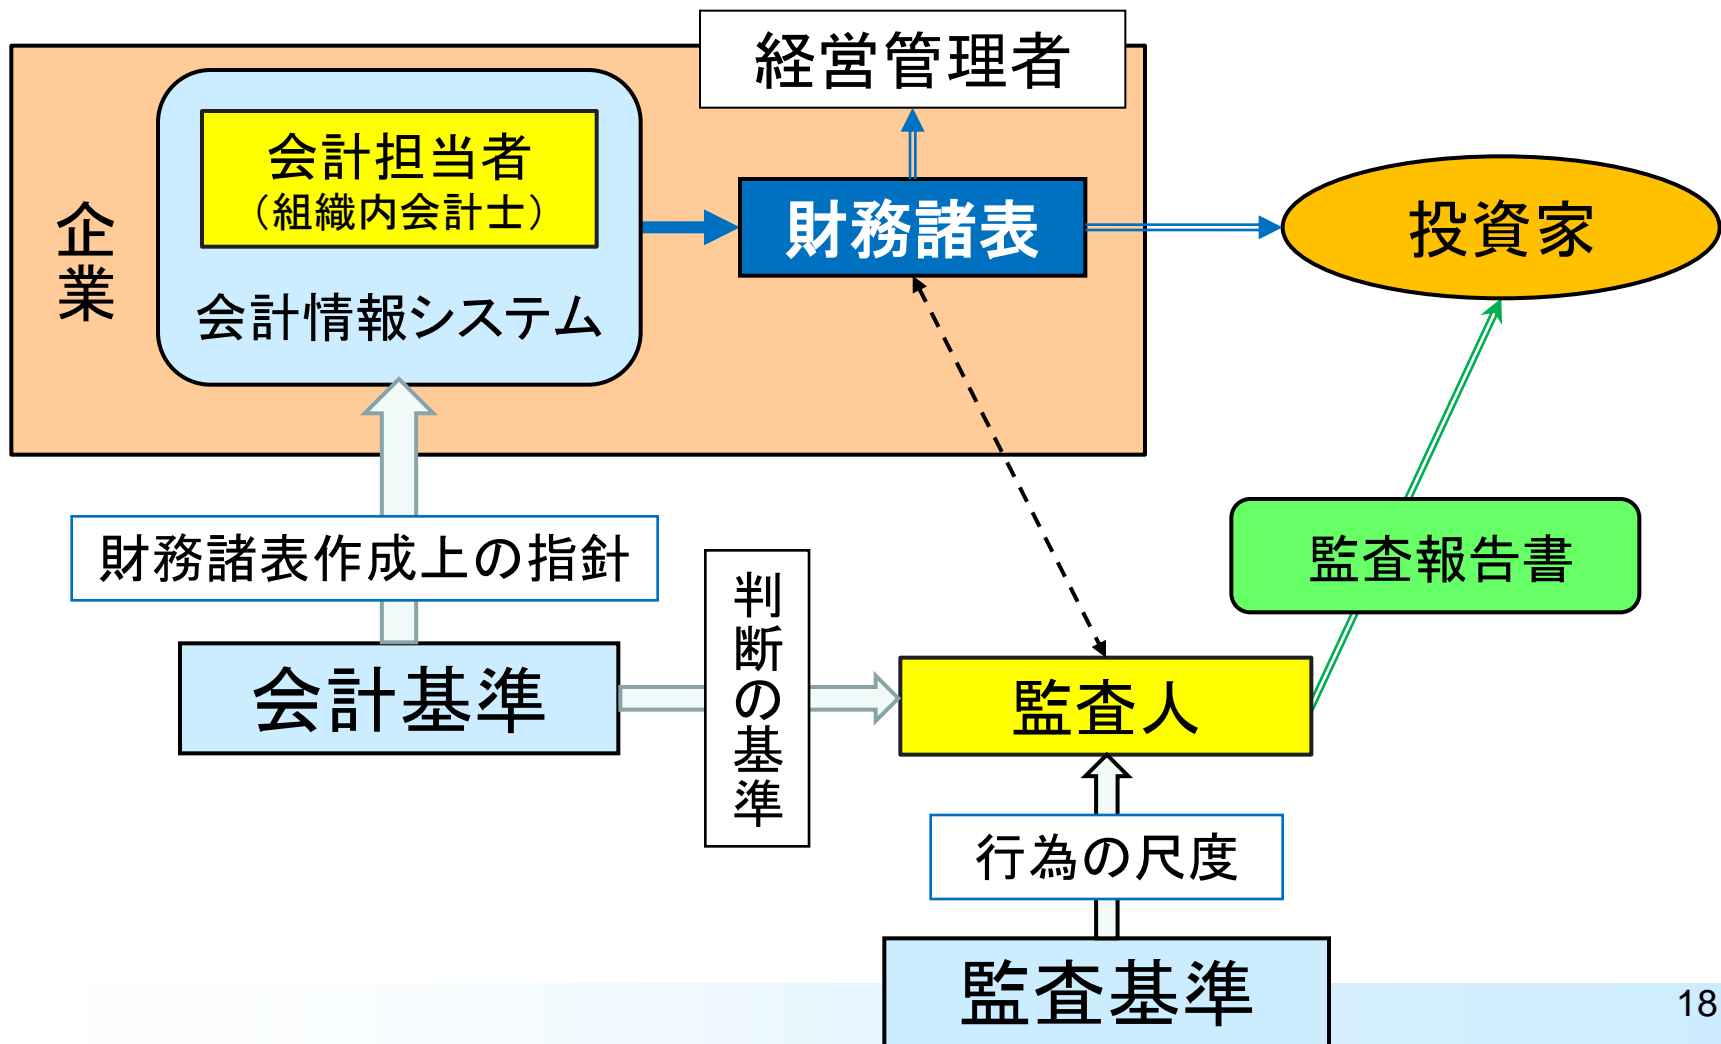 経営管理者
会計担当者
（組織内会計士）
企業
財務諸表
投資家
会計情報システム
財務諸表作成上の指針
判断の基準
監査報告書
会計基準
監査人
行為の尺度
監査基準
18